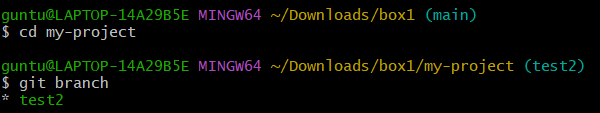 guntu@LAPTOP-14A29B5E MINGW64 ~/Downloads/box1 (main)
$ cd my-project
guntu@LAPTOP-14A29B5E MINGW64 ~/Downloads/box1/my-project (test2)
$ git branch
* test2